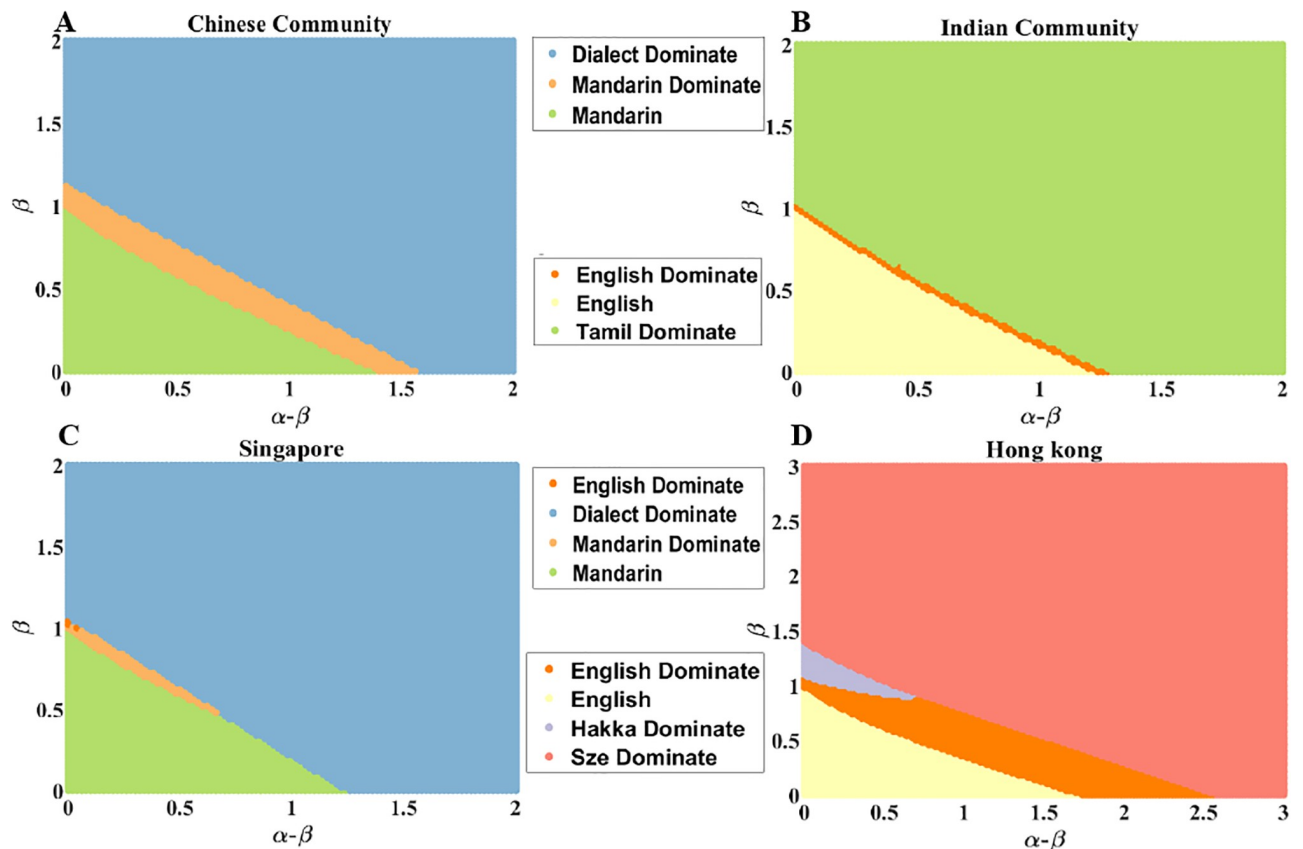 A
Chinese Community
2
1.5
1
0.5
0
β
0
0.5
1
1.5
2
α-β
Dialect Dominate
Mandarin Dominate
Mandarin
B
Indian Community
2
1.5
1
0.5
0
β
0
0.5
1
1.5
2
α-β
English Dominate
English
Tamil Dominate
C
Singapore
2
1.5
1
0.5
0
β
0
0.5
1
1.5
2
α-β
English Dominate
Dialect Dominate
Mandarin Dominate
Mandarin
D
Hong kong
3
2.5
2
1.5
1
0.5
0
β
0
0.5
1
1.5
2
2.5
3
α-β
English Dominate
English
Hakka Dominate
Sze Dominate